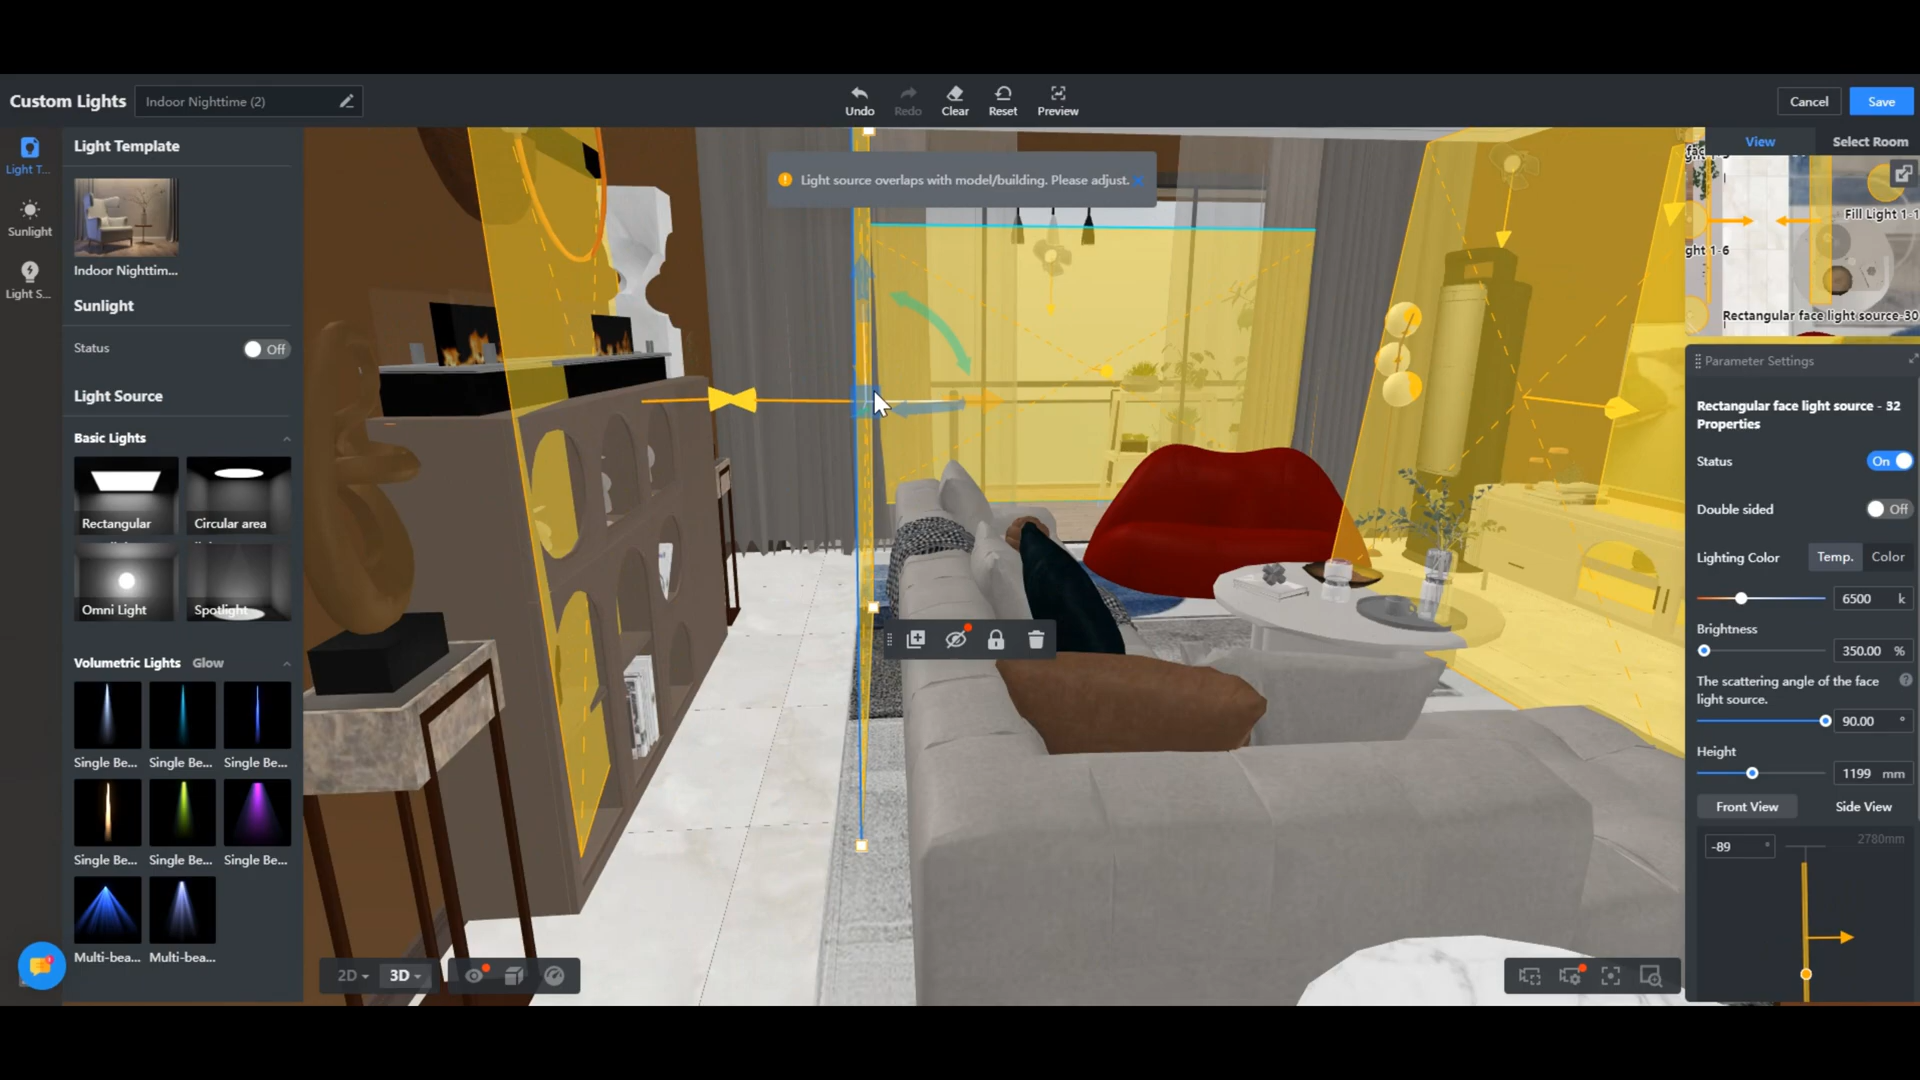 Custom Lights
Indoor Nighttime (2)
Undo
Redo
Clear
Reset
Preview
Cancel
Save
Light T...
Sunlight
Light S...
Light Template
Indoor Nighttim...
Sunlight
Status
Off
Light Source
Basic Lights
Rectangular
Circular area
Omni Light
Spotlight
Volumetric Lights
Glow
Single Be...
Single Be...
Single Be...
Single Be...
Single Be...
Single Be...
Multi-bea...
Multi-bea...
Light source overlaps with model/building. Please adjust.
2D
3D
View
Select Room
Fill Light 1-1
ght 1-6
Rectangular face light source-30
Parameter Settings
Rectangular face light source - 32
Properties
Status
On
Double sided
Off
Lighting Color
Temp.
Color
6500 k
Brightness
350.00 %
The scattering angle of the face
light source.
90.00 °
Height
1199 mm
Front View
Side View
-89 °
2780mm